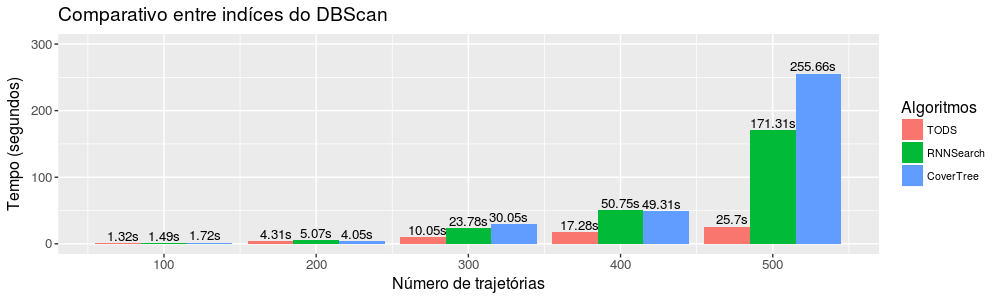 Comparativo entre indíces do DBScan
Tempo (segundos)
300
200
100
0
1.32s 1.49s 1.72s
4.31s 5.07s 4.05s
10.05s 23.78s 30.05s
17.28s 50.75s 49.31s
25.7s 171.31s 255.66s
100 200 300 400 500
Número de trajetórias
Algoritmos
TODS
RNNSearch
CoverTree